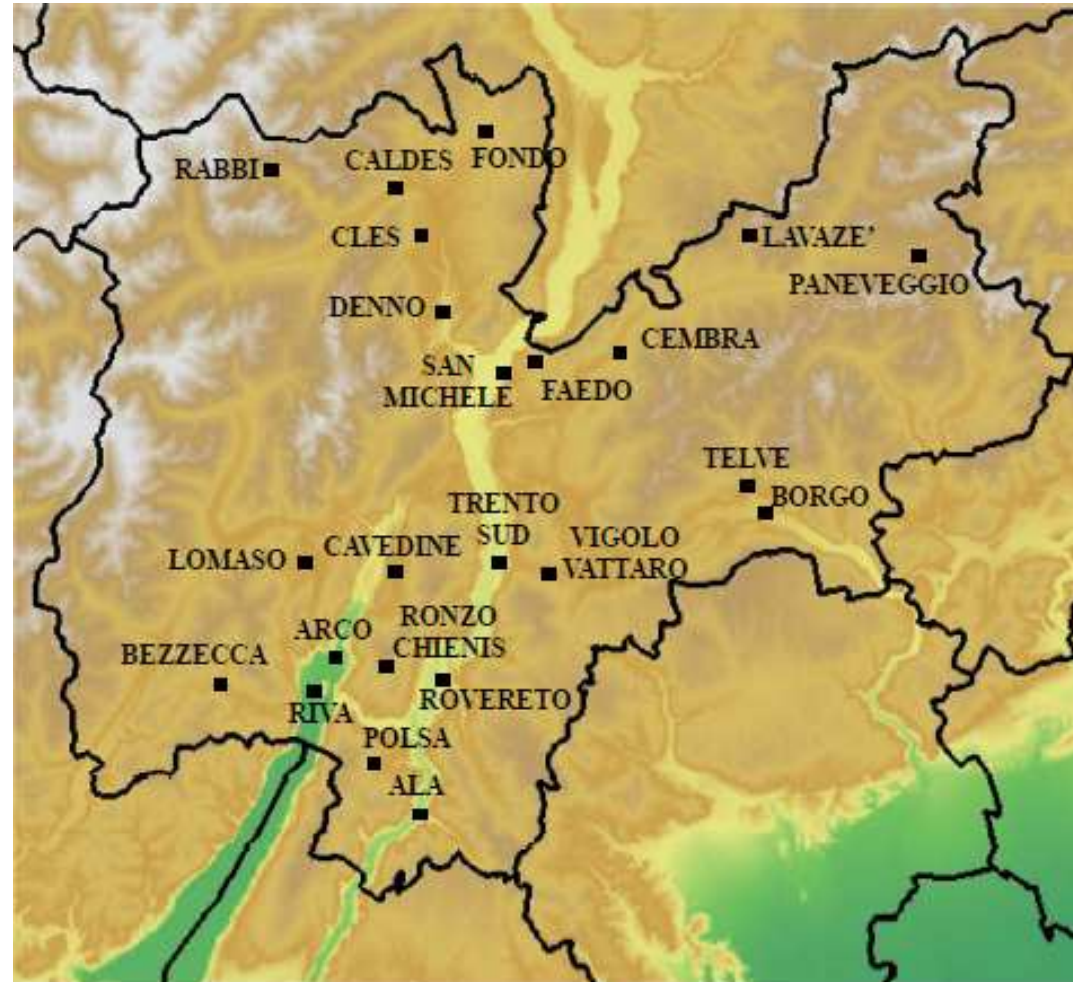 FONDO
CALDES
RABBI
CLES
LAVAZE’
PANEVEGGIO
DENNO
CEMBRA
SAN
MICHELE
FAEDO
TELVE
BORGO
TRENTO
SUD
VIGOLO
VATTARO
CAVEDINE
LOMASO
RONZO
CHIENIS
ARCO
BEZZECCA
ROVERETO
RIVA
POLSA
ALA